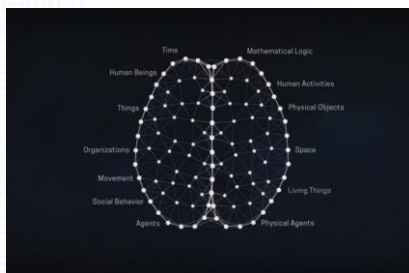 Time
Mathematical Logic
Human Beings
Human Activities
Things
Physical Objects
Organizations
Space
Movement
Living Things
Social Behavior
Agents
Physical Agents